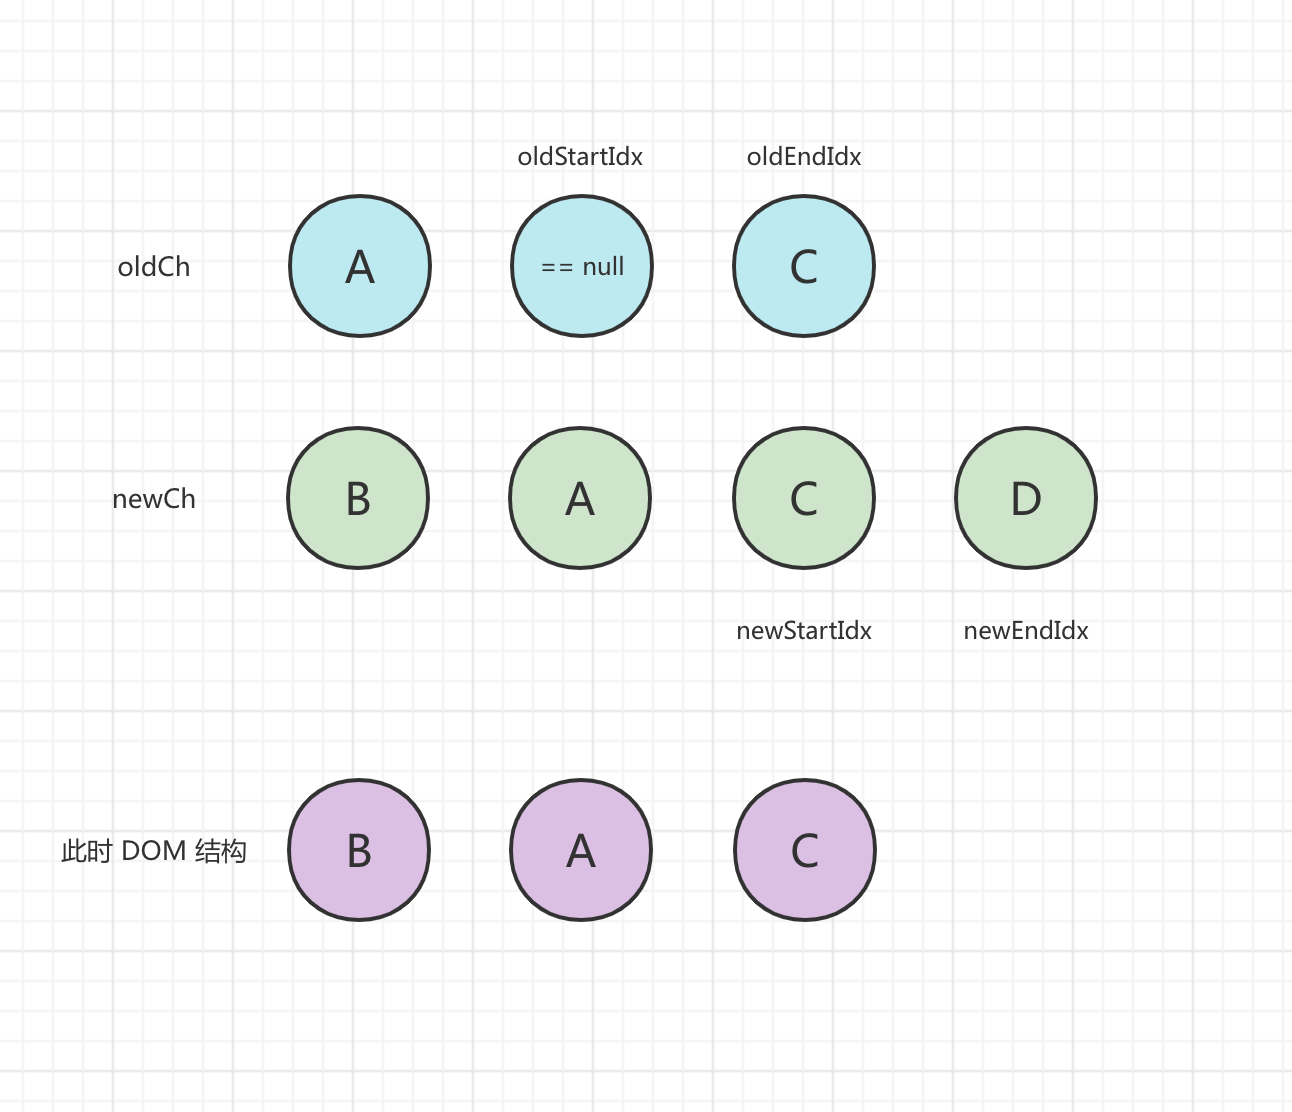 oldStartIdx oldEndIdx
oldCh A == null C
newCh B A C D
newStartIdx newEndIdx
此时 DOM 结构 B A C